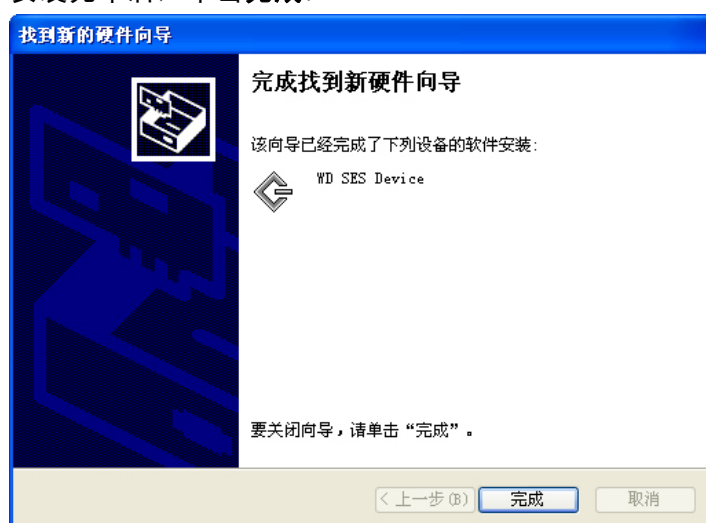 找到新的硬件向导
完成找到新硬件向导
该向导已经完成了下列设备的软件安装:
WD SES Device
要关闭向导，请单击“完成”。
<上一步(B)
完成
取消